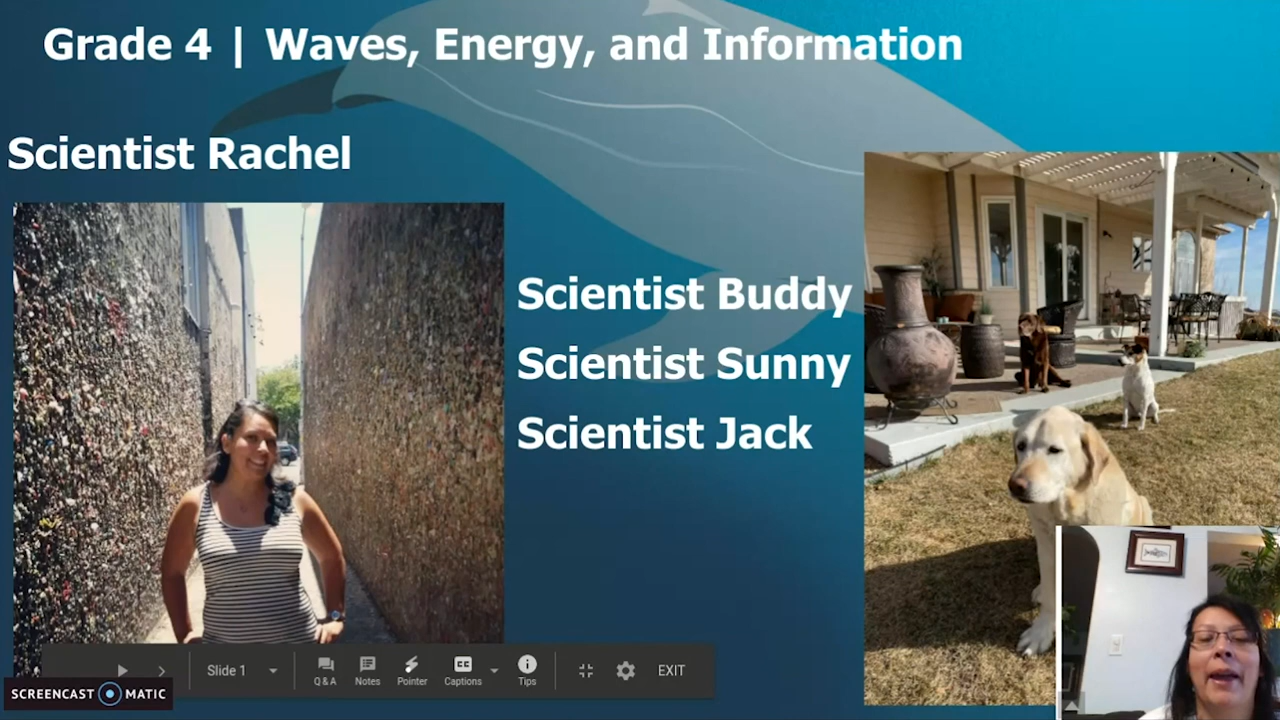 Grade 4 | Waves, Energy, and Information
Scientist Rachel
Scientist Buddy
Scientist Sunny
Scientist Jack
Slide 1
Q & A
Notes
Pointer
Captions
Tips
EXIT
SCREENCAST MATIC